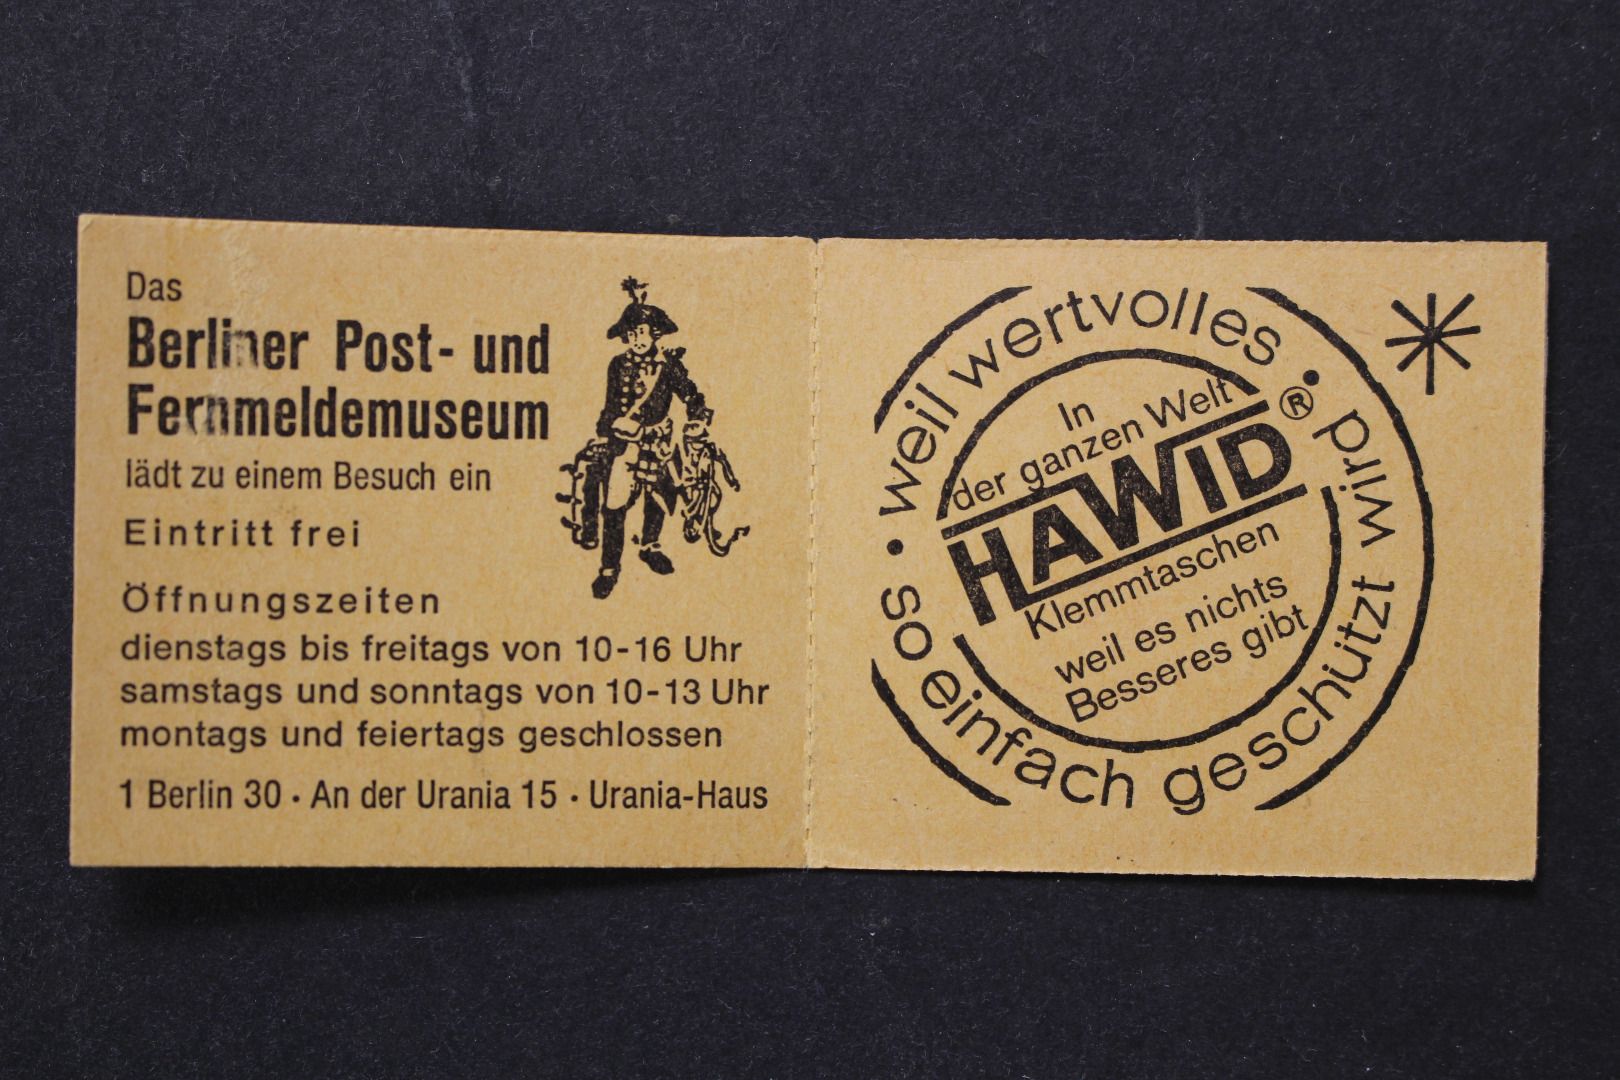 Das
Berliner Post- und
Fernmeldemuseum
lädt zu einem Besuch ein
Eintritt frei
Öffnungszeiten
dienstags bis freitags von 10-16 Uhr
samstags und sonntags von 10-13 Uhr
montags und feiertags geschlossen
1 Berlin 30 · An der Urania 15 · Urania-Haus
· weil wertvolles · wird geschützt so einfach
In
der ganzen Welt
HAWID ®
Klemmtaschen
weil es nichts
Besseres gibt